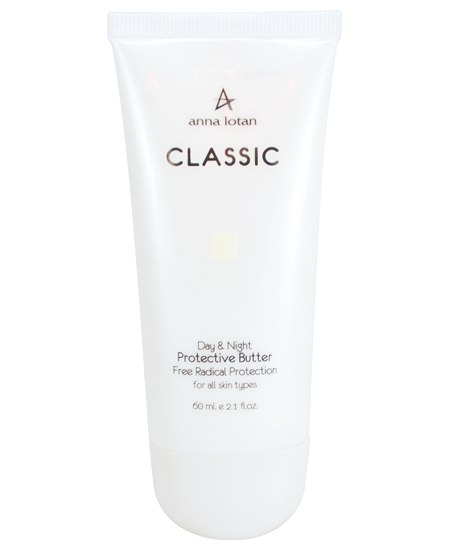 anna lotan
CLASSIC
Day & Night
Protective Butter
Free Radical Protection
for all skin types
60 ml. e 2.1 fl.oz